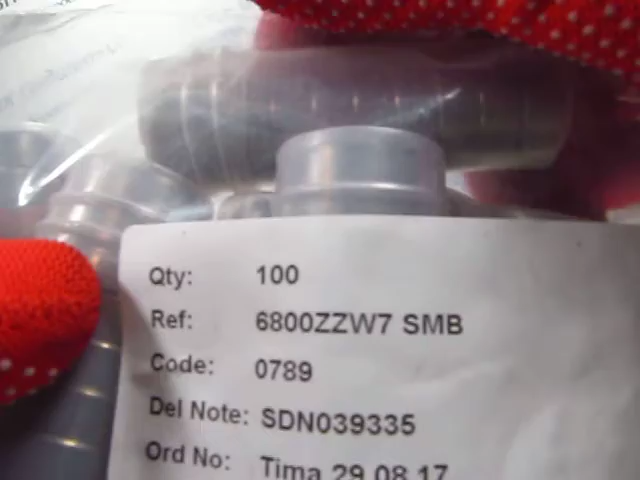 Qty: 100
Ref: 6800ZZW7 SMB
Code: 0789
Del Note: SDN039335
Ord No: Tima 29.08.17